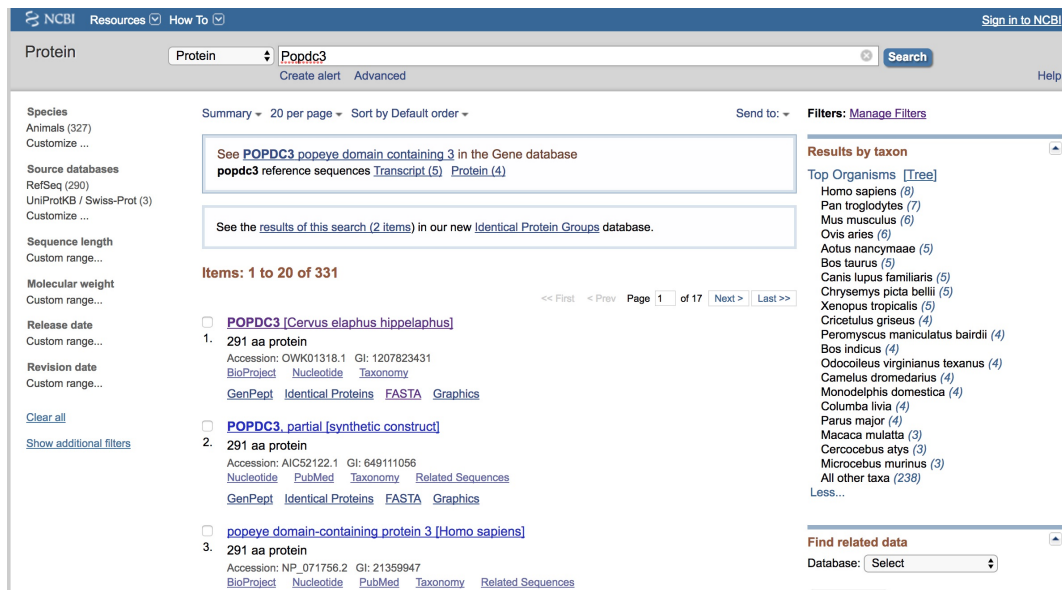 NCBI Resources How To Sign in to NCBI
Protein Protein Popdc3 Search
Create alert Advanced Help
Species
Animals (327)
Customize ...
Source databases
RefSeq (290)
UniProtKB / Swiss-Prot (3)
Customize ...
Sequence length
Custom range...
Molecular weight
Custom range...
Release date
Custom range...
Revision date
Custom range...
Clear all
Show additional filters
Summary 20 per page Sort by Default order Send to:
See POPDC3 popeye domain containing 3 in the Gene database
popdc3 reference sequences Transcript (5) Protein (4)
See the results of this search (2 items) in our new Identical Protein Groups database.
Items: 1 to 20 of 331
<< First < Prev Page 1 of 17 Next > Last >>
POPDC3 [Cervus elaphus hippelaphus]
1. 291 aa protein
Accession: OWK01318.1 GI: 1207823431
BioProject Nucleotide Taxonomy
GenPept Identical Proteins FASTA Graphics
POPDC3, partial [synthetic construct]
2. 291 aa protein
Accession: AIC52122.1 GI: 649111056
Nucleotide PubMed Taxonomy Related Sequences
GenPept Identical Proteins FASTA Graphics
popeye domain-containing protein 3 [Homo sapiens]
3. 291 aa protein
Accession: NP_071756.2 GI: 21359947
BioProject Nucleotide PubMed Taxonomy Related Sequences
Filters: Manage Filters
Results by taxon
Top Organisms [Tree]
Homo sapiens (8)
Pan troglodytes (7)
Mus musculus (6)
Ovis aries (6)
Aotus nancymaae (5)
Bos taurus (5)
Canis lupus familiaris (5)
Chrysemys picta bellii (5)
Xenopus tropicalis (5)
Cricetulus griseus (4)
Peromyscus maniculatus bairdii (4)
Bos indicus (4)
Odocoileus virginianus texanus (4)
Camelus dromedarius (4)
Monodelphis domestica (4)
Columba livia (4)
Parus major (4)
Macaca mulatta (3)
Cercocebus atys (3)
Microcebus murinus (3)
All other taxa (238)
Less...
Find related data
Database: Select